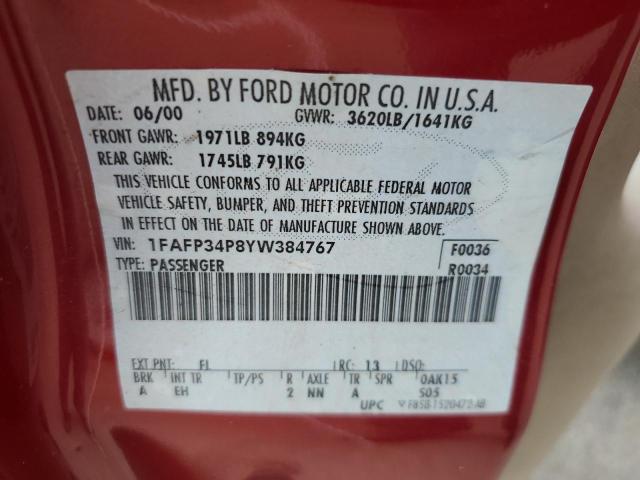 MFD. BY FORD MOTOR CO. IN U.S.A.
DATE: 06/00 GVWR: 3620LB/1641KG
FRONT GAWR: 1971LB 894KG
REAR GAWR: 1745LB 791KG
THIS VEHICLE CONFORMS TO ALL APPLICABLE FEDERAL MOTOR
VEHICLE SAFETY, BUMPER, AND THEFT PREVENTION STANDARDS
IN EFFECT ON THE DATE OF MANUFACTURE SHOWN ABOVE.
VIN: 1FAFP34P8YW384767 F0036
TYPE: PASSENGER R0034
EXT PNT: FL RC: 13 DSO:
BRK INT TR TP/PS R AXLE TR SPR 0AK15
A EH 2 NN A S05
UPC